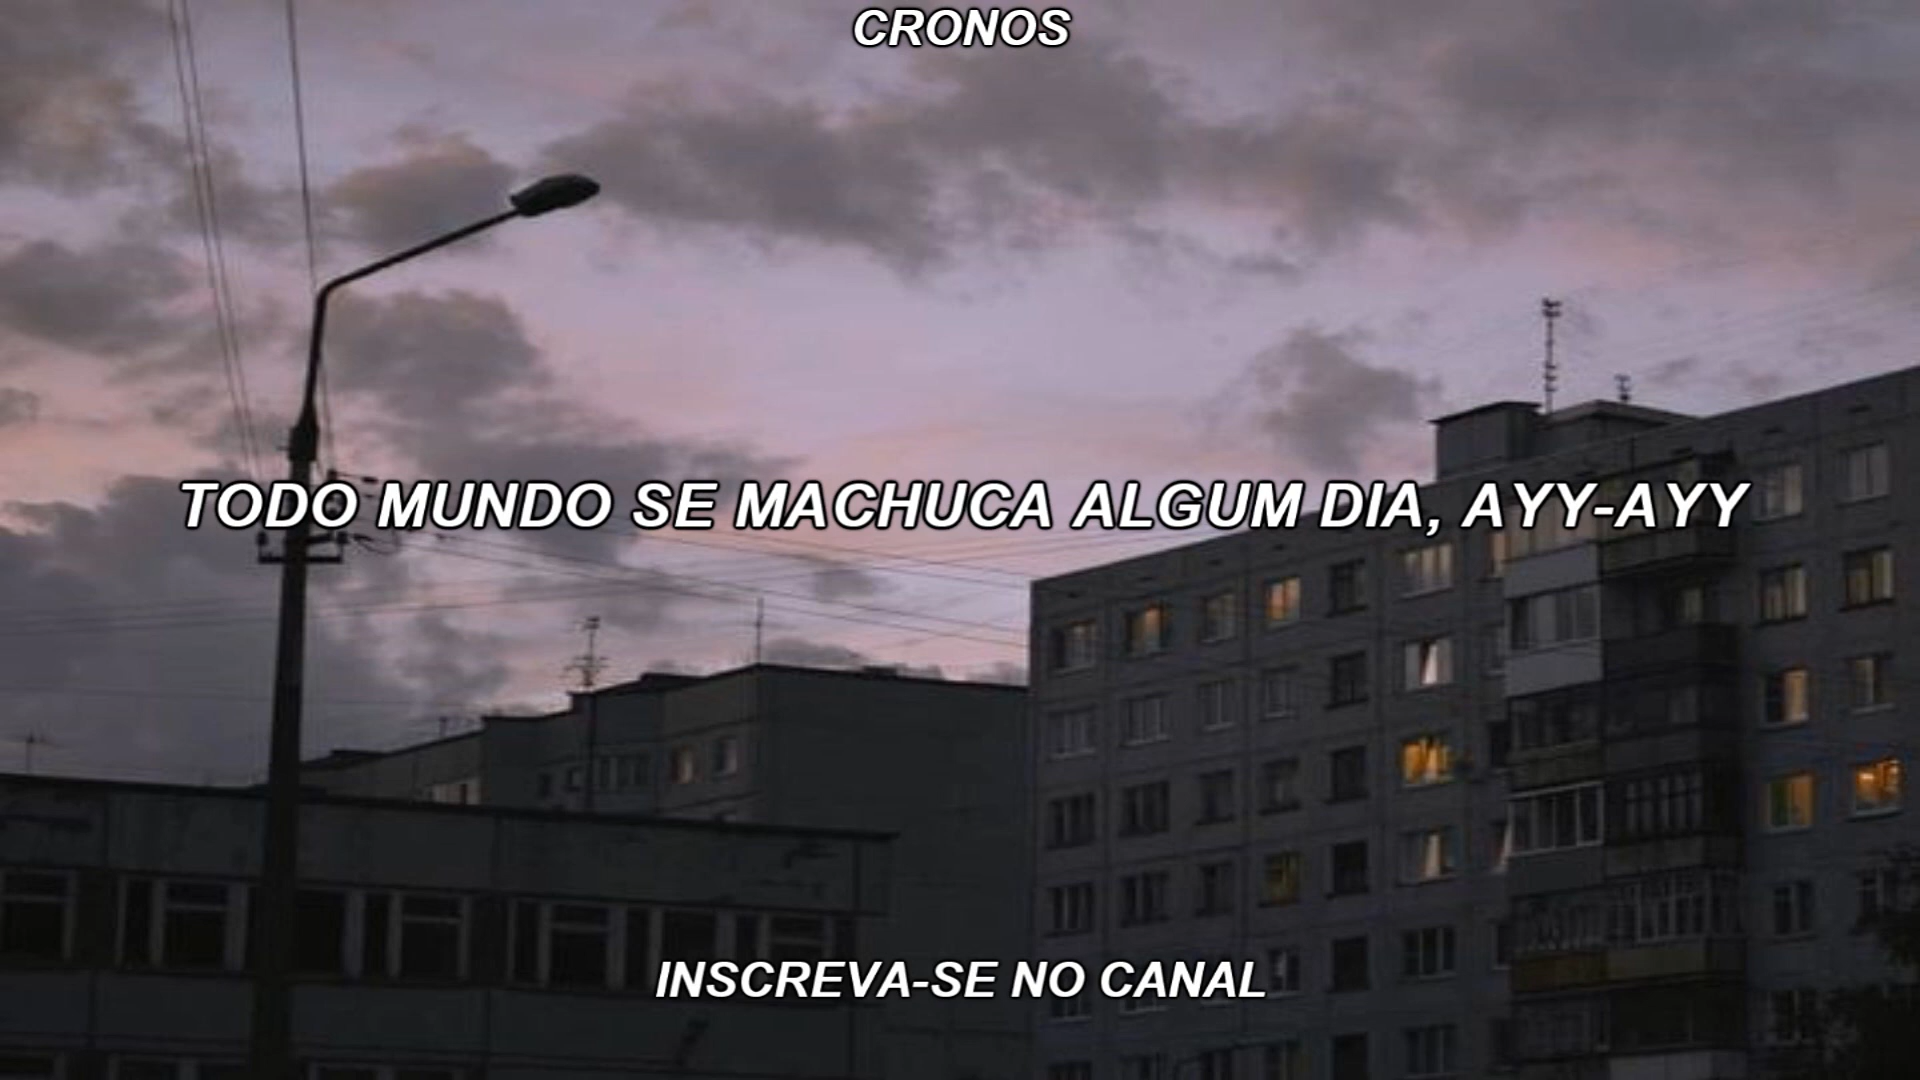 CRONOS
TODO MUNDO SE MACHUCA ALGUM DIA, AYY-AYY
INSCREVA-SE NO CANAL